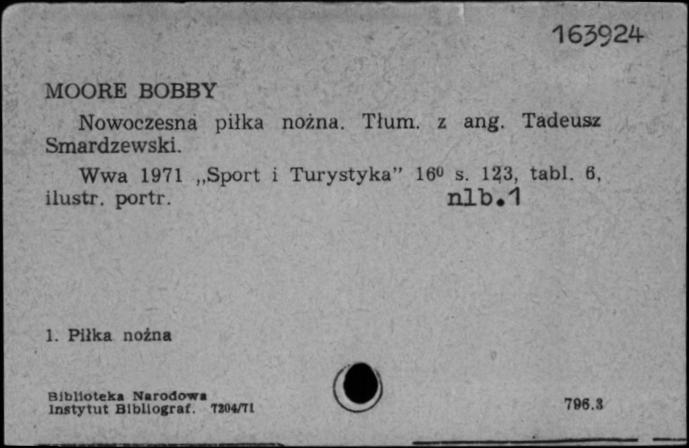 163924
MOORE BOBBY
Nowoczesna piłka nożna. Tłum. z ang. Tadeusz
Smardzewski.
Wwa 1971 „Sport i Turystyka” 16⁰ s. 123, tabl. 6,
ilustr. portr. nlb.1
1. Piłka nożna
Biblioteka Narodowa
Instytut Bibliograf. 7204/71
796.3